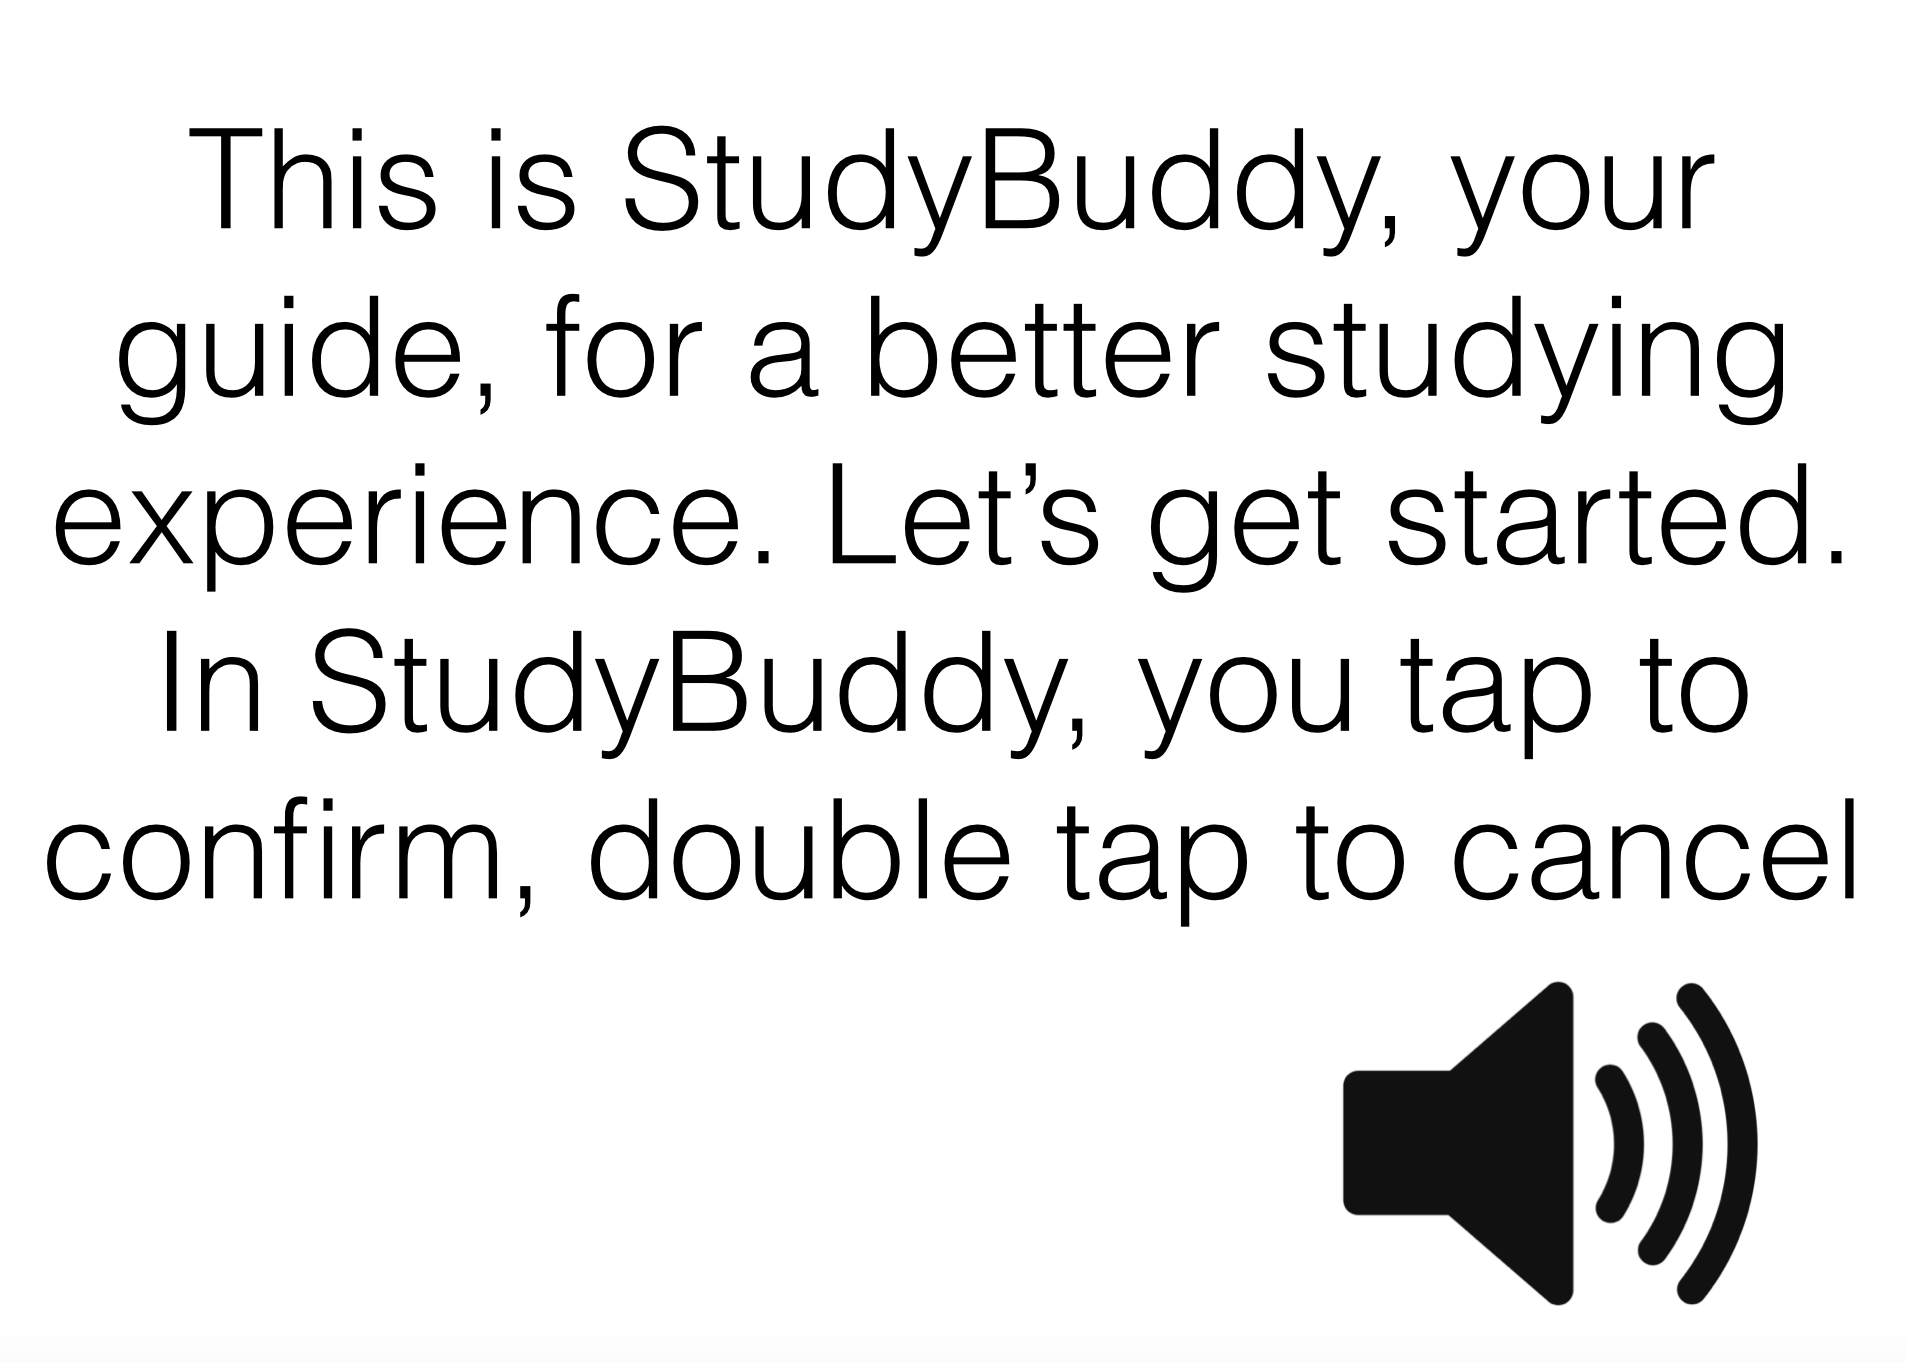 This is StudyBuddy, your
guide, for a better studying
experience. Let’s get started.
In StudyBuddy, you tap to
confirm, double tap to cancel